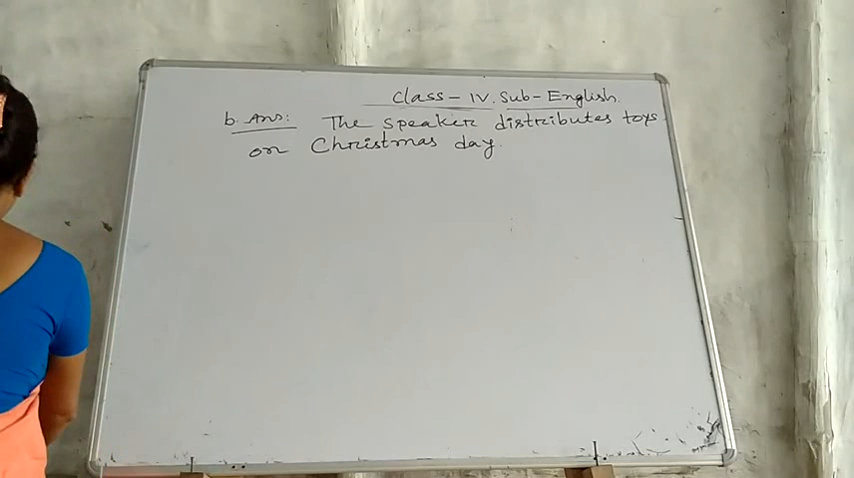 Class - IV. Sub - English.
b. Ans: The speaker distributes toys
on Christmas day.